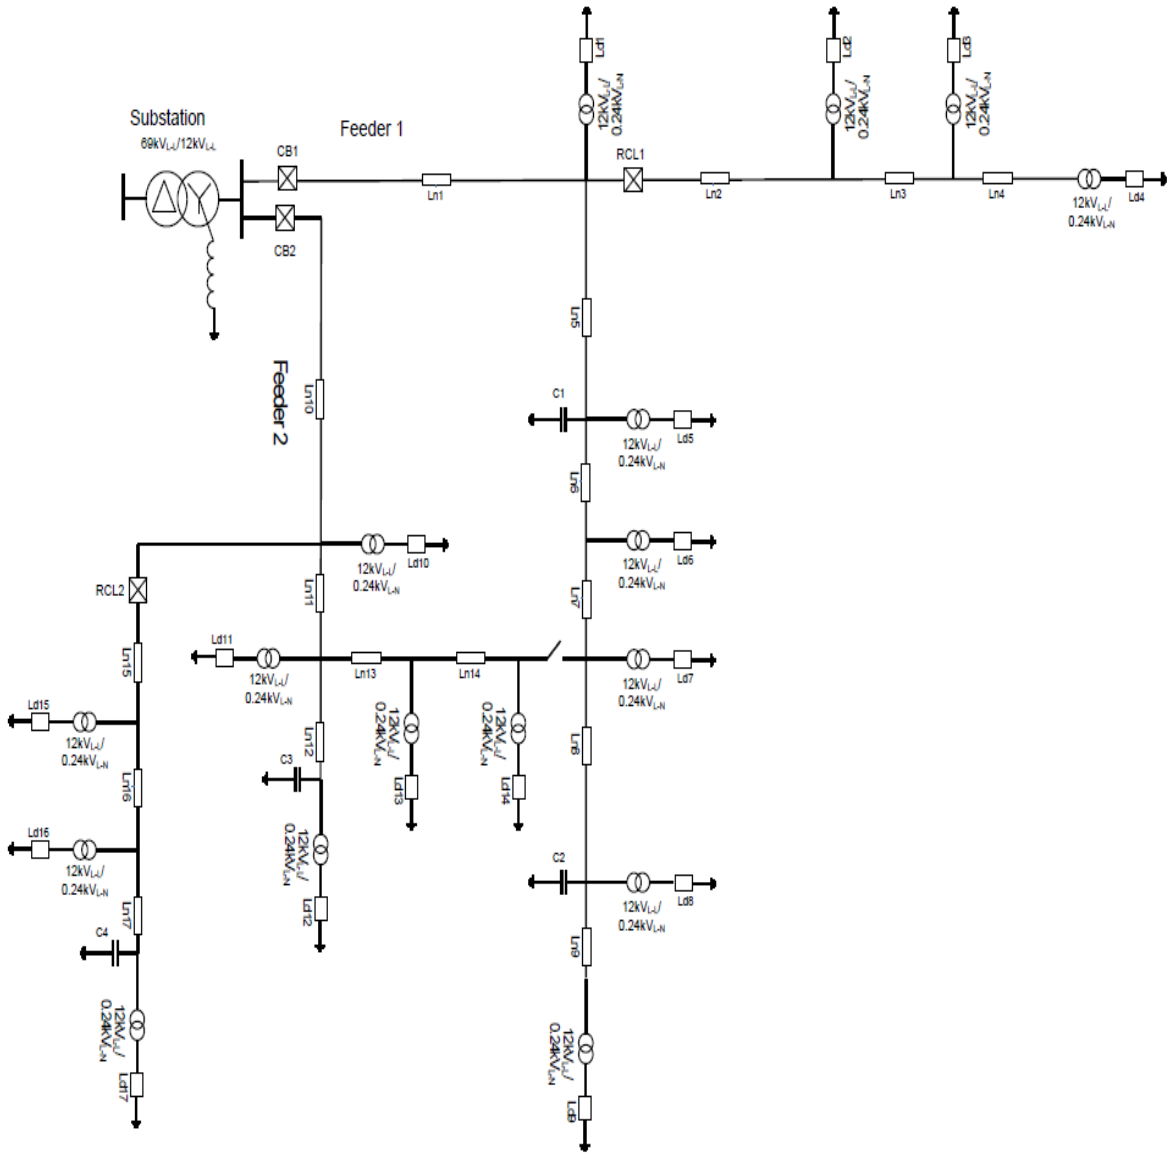 Substation
69kVL-L/12kVL-L
Feeder 1
CB1
CB2
Ln1
Ld1
12kVL-L/
0.24kVL-N
RCL1
Ln2
Ld2
12kVL-L/
0.24kVL-N
Ln3
Ld3
12kVL-L/
0.24kVL-N
Ln4
12kVL-L/
0.24kVL-N
Ld4
Ln5
Feeder 2
Ln10
C1
12kVL-L/
0.24kVL-N
Ld5
Ln6
12kVL-L/
0.24kVL-N
Ld6
Ln7
12kVL-L/
0.24kVL-N
Ld10
RCL2
Ln11
Ln15
Ld11
12kVL-L/
0.24kVL-N
Ln13
Ln14
12kVL-L/
0.24kVL-N
Ld7
12kVL-L/
0.24kVL-N
Ld13
12kVL-L/
0.24kVL-N
Ld14
Ln12
Ln8
Ld15
12kVL-L/
0.24kVL-N
Ln16
C3
12kVL-L/
0.24kVL-N
Ld12
Ld16
12kVL-L/
0.24kVL-N
Ln17
C4
C2
12kVL-L/
0.24kVL-N
Ld8
Ln9
12kVL-L/
0.24kVL-N
Ld17
12kVL-L/
0.24kVL-N
Ld9